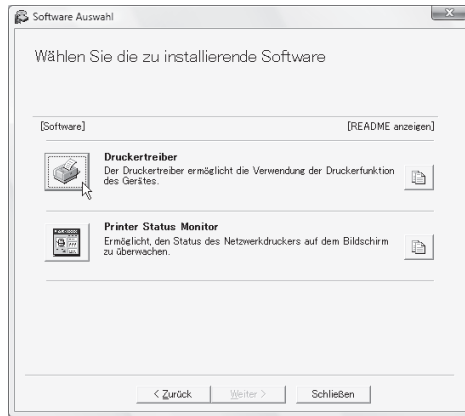 Software Auswahl
Wählen Sie die zu installierende Software
[Software] [README anzeigen]
Druckertreiber
Der Druckertreiber ermöglicht die Verwendung der Druckerfunktion
des Gerätes.
Printer Status Monitor
Ermöglicht, den Status des Netzwerkdruckers auf dem Bildschirm
zu überwachen.
< Zurück Weiter > Schließen